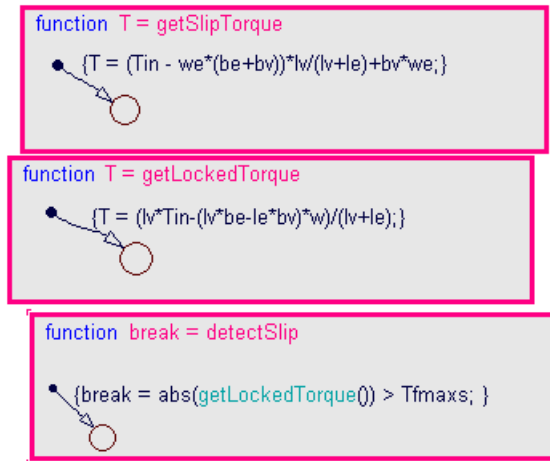 function T = getSlipTorque
{T = (Tin - we*(be+bv))*Iv/(Iv+Ie)+bv*we;}
function T = getLockedTorque
{T = (Iv*Tin-(Iv*be-Ie*bv)*w)/(Iv+Ie);}
function break = detectSlip
{break = abs(getLockedTorque()) > Tfmaxs; }